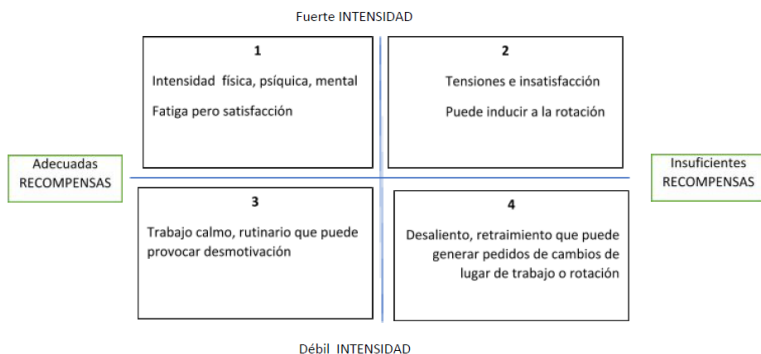 Fuerte INTENSIDAD
1
Intensidad física, psíquica, mental
Fatiga pero satisfacción
2
Tensiones e insatisfacción
Puede inducir a la rotación
Adecuadas
RECOMPENSAS
Insuficientes
RECOMPENSAS
3
Trabajo calmo, rutinario que puede
provocar desmotivación
4
Desaliento, retraimiento que puede
generar pedidos de cambios de
lugar de trabajo o rotación
Débil INTENSIDAD